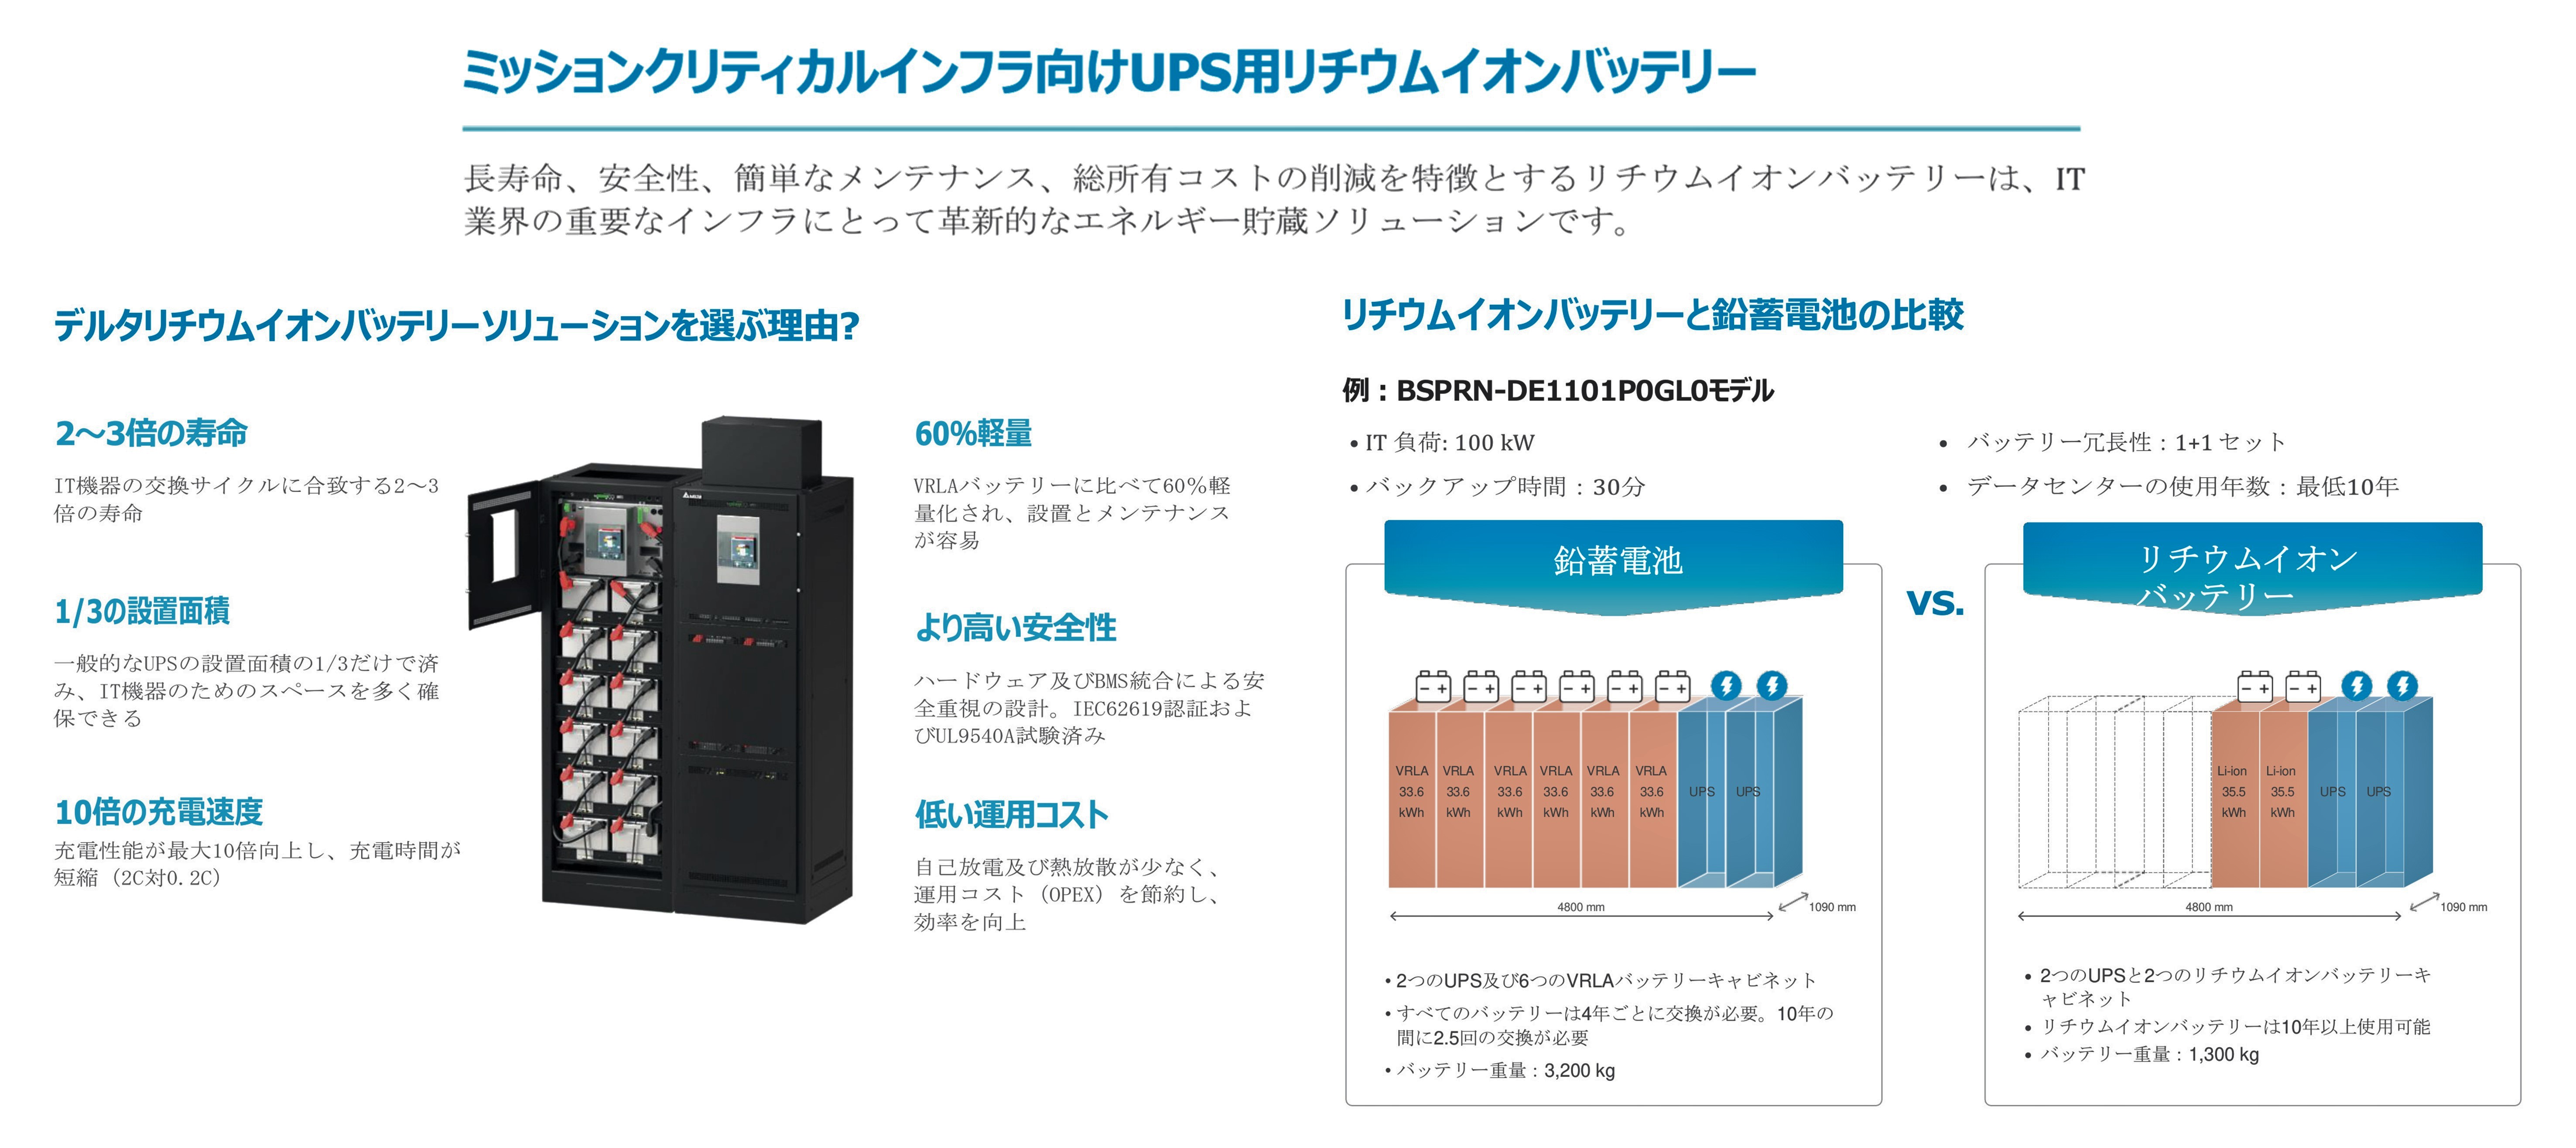 ミッションクリティカルインフラ向けUPS用リチウムイオンバッテリー
長寿命、安全性、簡単なメンテナンス、総所有コストの削減を特徴とするリチウムイオンバッテリーは、IT
業界の重要なインフラにとって革新的なエネルギー貯蔵ソリューションです。
デルタリチウムイオンバッテリーソリューションを選ぶ理由?
2～3倍の寿命
IT機器の交換サイクルに合致する2～3
倍の寿命
1/3の設置面積
一般的なUPSの設置面積の1/3だけで済
み、IT機器のためのスペースを多く確
保できる
10倍の充電速度
充電性能が最大10倍向上し、充電時間が
短縮（2C対0.2C）
60%軽量
VRLAバッテリーに比べて60%軽
量化され、設置とメンテナンス
が容易
より高い安全性
ハードウェア及びBMS統合による安
全重視の設計。IEC62619認証およ
びUL9540A試験済み
低い運用コスト
自己放電及び熱放散が少なく、
運用コスト（OPEX）を節約し、
効率を向上
リチウムイオンバッテリーと鉛蓄電池の比較
例：BSPRN-DE1101P0GL0モデル
• IT 負荷: 100 kW
• バックアップ時間：30分
• バッテリー冗長性：1+1 セット
• データセンターの使用年数：最低10年
鉛蓄電池
VRLA VRLA VRLA VRLA VRLA VRLA
33.6 33.6 33.6 33.6 33.6 33.6 UPS UPS
kWh kWh kWh kWh kWh kWh
4800 mm
1090 mm
• 2つのUPS及び6つのVRLAバッテリーキャビネット
• すべてのバッテリーは4年ごとに交換が必要。10年の
間に2.5回の交換が必要
• バッテリー重量：3,200 kg
VS.
リチウムイオン
バッテリー
Li-ion Li-ion
35.5 35.5 UPS UPS
kWh kWh
4800 mm
1090 mm
• 2つのUPSと2つのリチウムイオンバッテリーキ
ャビネット
• リチウムイオンバッテリーは10年以上使用可能
• バッテリー重量：1,300 kg